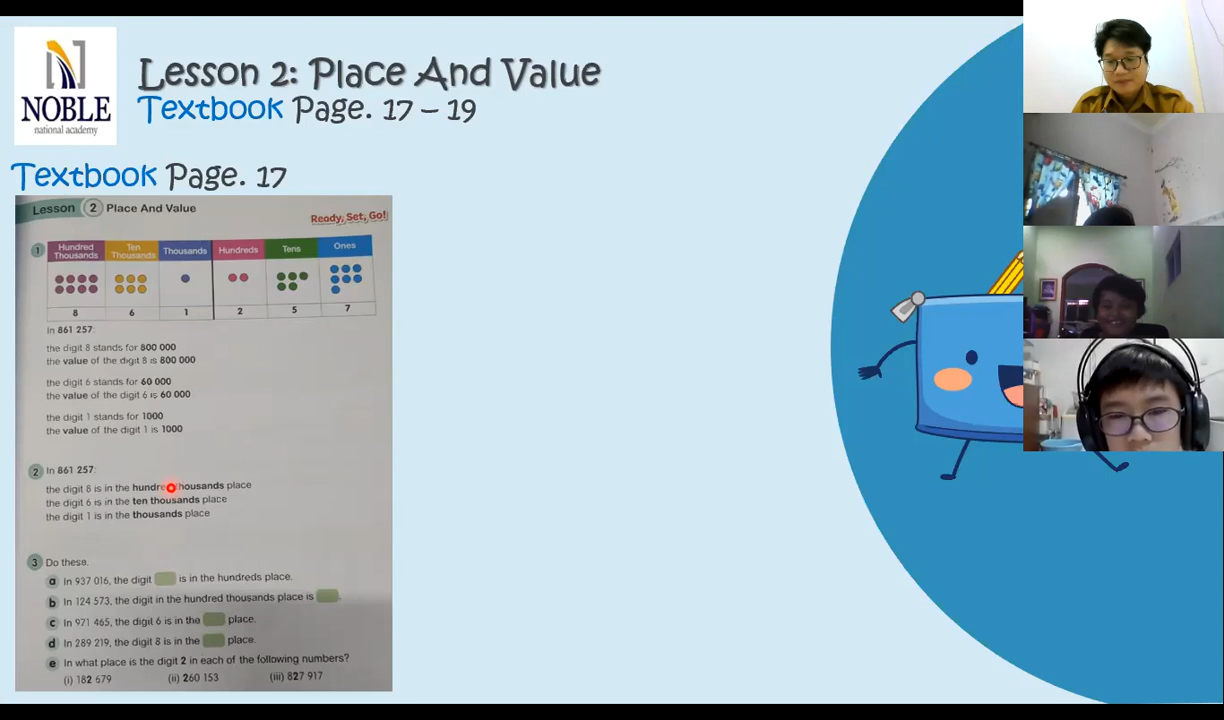 NOBLE
national academy
Lesson 2: Place And Value
Textbook Page. 17 – 19
Textbook Page. 17
Lesson 2 Place And Value
Ready, Set, Go!
1
Hundred Thousands Ten Thousands Thousands Hundreds Tens Ones
8 6 1 2 5 7
In 861 257:
the digit 8 stands for 800 000
the value of the digit 8 is 800 000
the digit 6 stands for 60 000
the value of the digit 6 is 60 000
the digit 1 stands for 1000
the value of the digit 1 is 1000
2 In 861 257:
the digit 8 is in the hundred thousands place
the digit 6 is in the ten thousands place
the digit 1 is in the thousands place
3 Do these.
a In 937 016, the digit is in the hundreds place.
b In 124 573, the digit in the hundred thousands place is .
c In 971 465, the digit 6 is in the place.
d In 289 219, the digit 8 is in the place.
e In what place is the digit 2 in each of the following numbers?
(i) 182 679 (ii) 260 153 (iii) 827 917